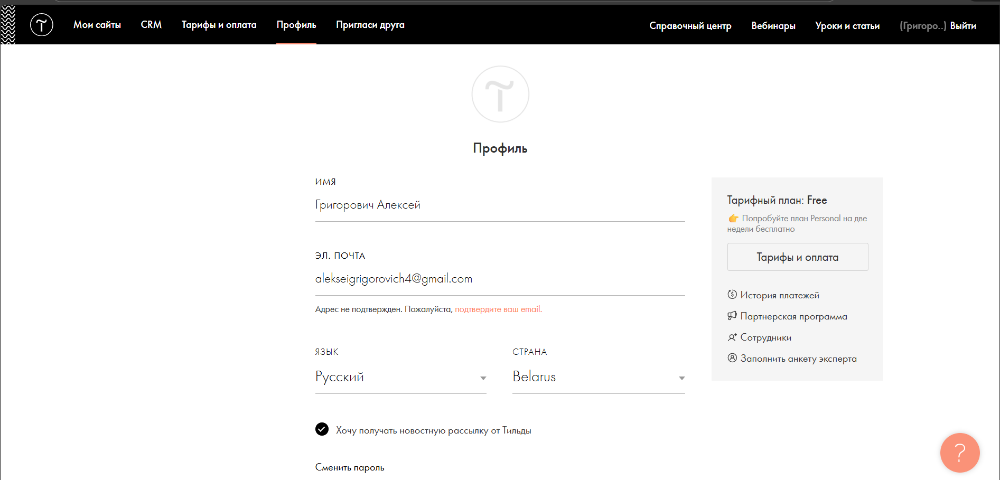 Мои сайты CRM Тарифы и оплата Профиль Пригласи друга Справочный центр Вебинары Уроки и статьи (Григоро..) Выйти
Профиль
ИМЯ
Григорович Алексей
ЭЛ. ПОЧТА
alekseigrigorovich4@gmail.com
Адрес не подтвержден. Пожалуйста, подтвердите ваш email.
ЯЗЫК СТРАНА
Русский Belarus
Хочу получать новостную рассылку от Тильды
Сменить пароль
Тарифный план: Free
👉 Попробуйте план Personal на две
недели бесплатно
Тарифы и оплата
История платежей
Партнерская программа
Сотрудники
Заполнить анкету эксперта
?